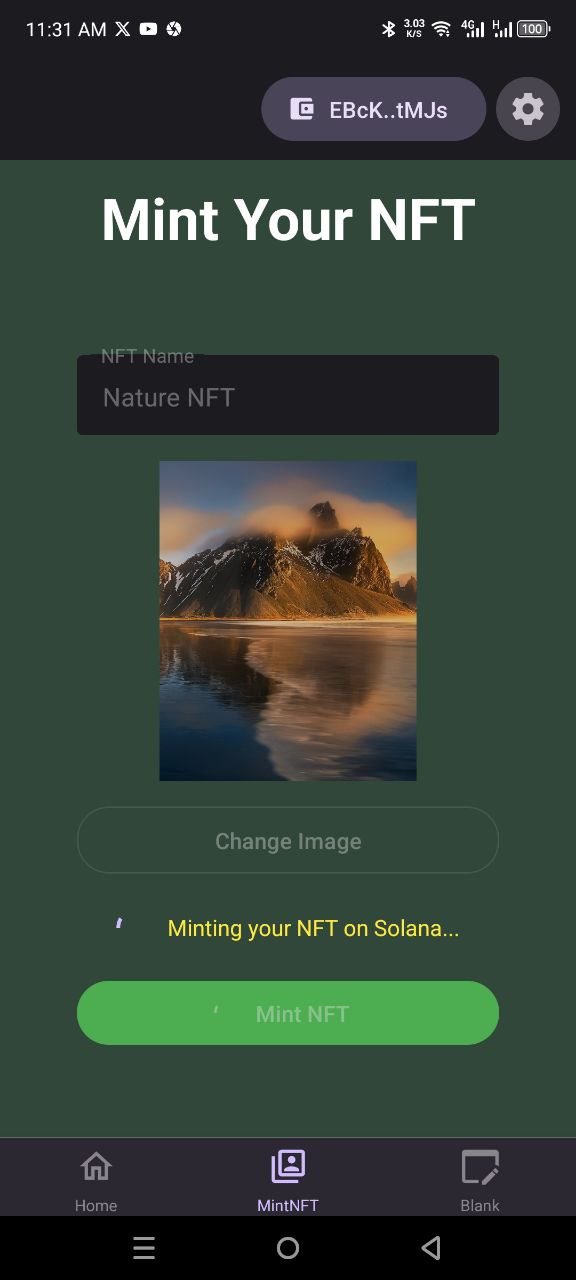 11:31 AM
3.03
K/S
4G
H
100
EBcK..tMJs
Mint Your NFT
NFT Name
Nature NFT
Change Image
Minting your NFT on Solana...
Mint NFT
Home
MintNFT
Blank